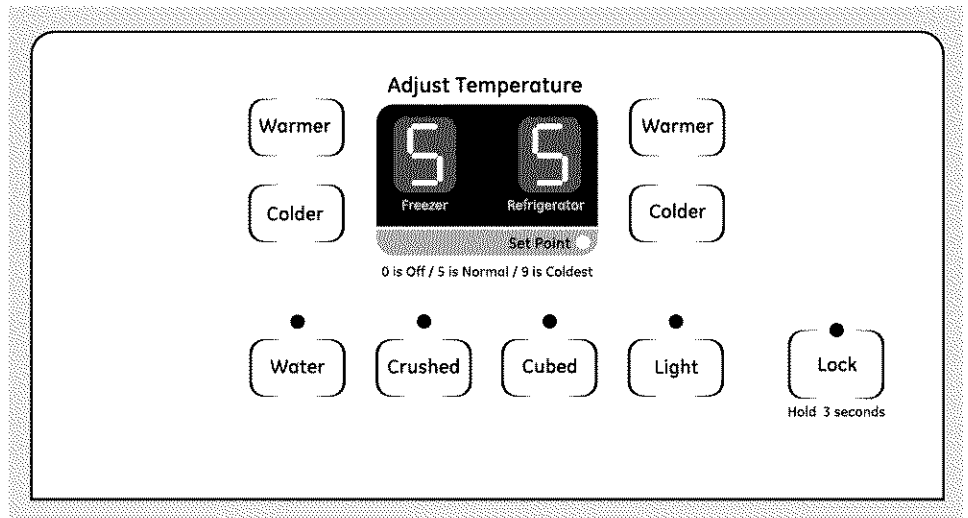 Adjust Temperature
Warmer
5 5
Warmer
Freezer Refrigerator
Colder
Colder
Set Point
0 is Off / 5 is Normal / 9 is Coldest
Water
Crushed
Cubed
Light
Lock
Hold 3 seconds